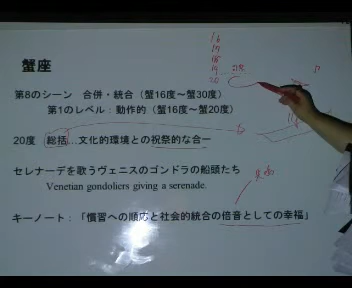 蟹座
16
17
18
19
20
第8のシーン　合併・統合（蟹16度～蟹30度）
第1のレベル：動作的（蟹16度～蟹20度）
20度　総括…文化的環境との祝祭的な合一
セレナーデを歌うヴェニスのゴンドラの船頭たち
Venetian gondoliers giving a serenade.
キーノート：「慣習への順応と社会的統合の倍音としての幸福」